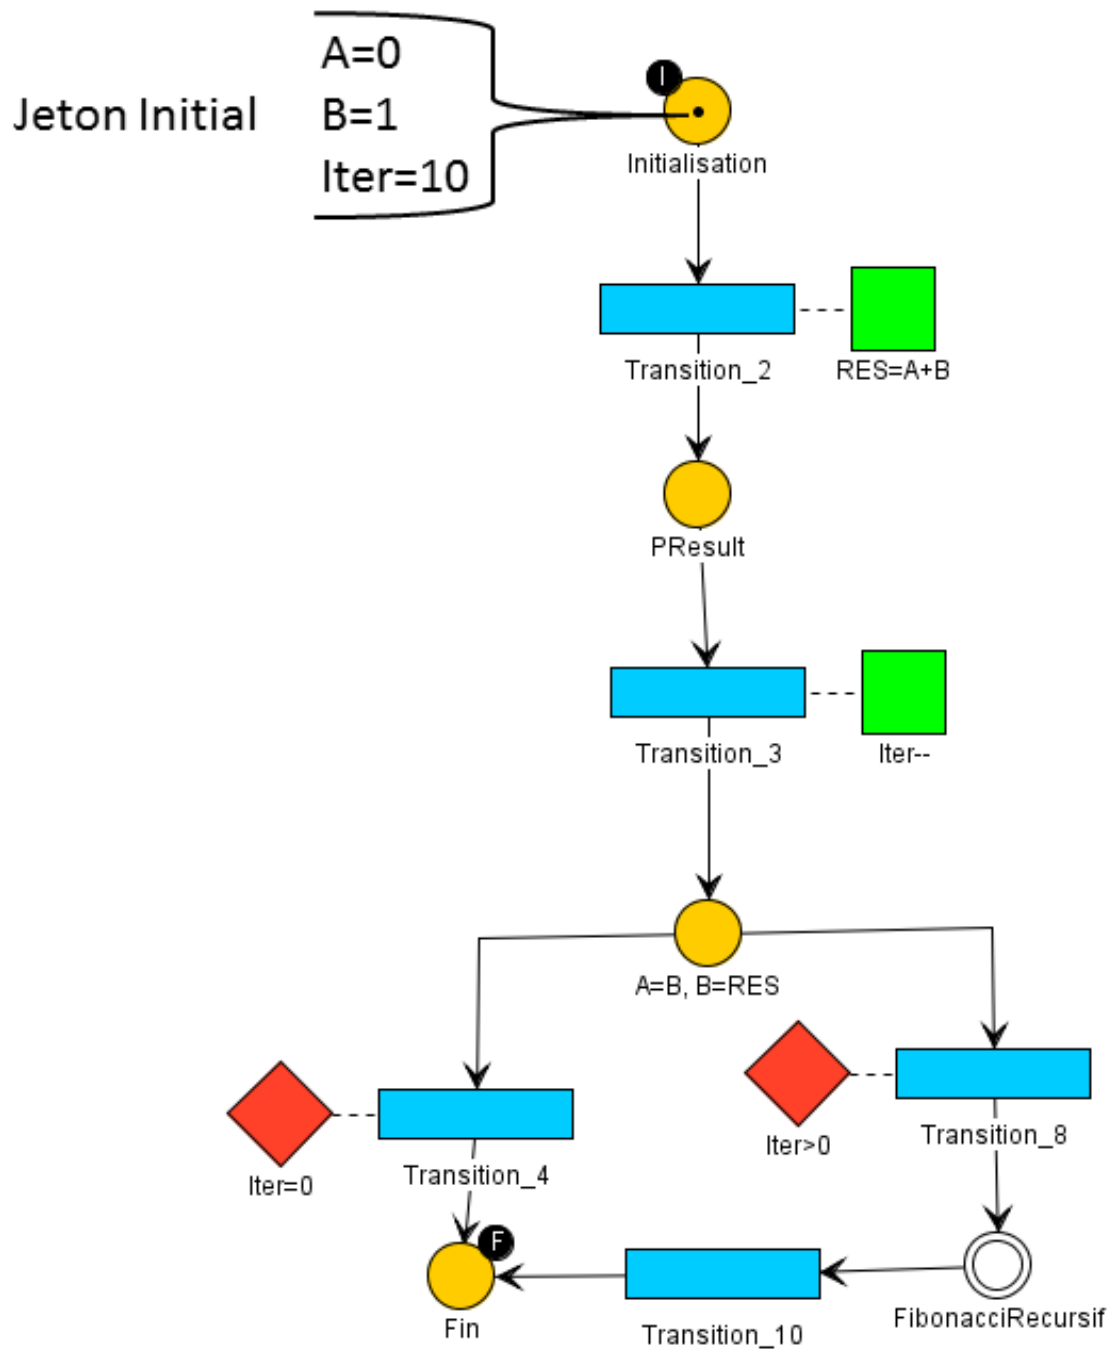 A=0
Jeton Initial
B=1
Iter=10
I
Initialisation
Transition_2
RES=A+B
PResult
Transition_3
Iter--
A=B, B=RES
Iter=0
Transition_4
Iter>0
Transition_8
F
Fin
Transition_10
FibonacciRecursif